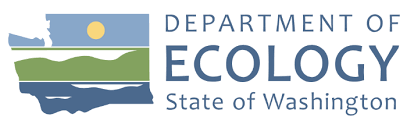 DEPARTMENT OF
ECOLOGY
State of Washington